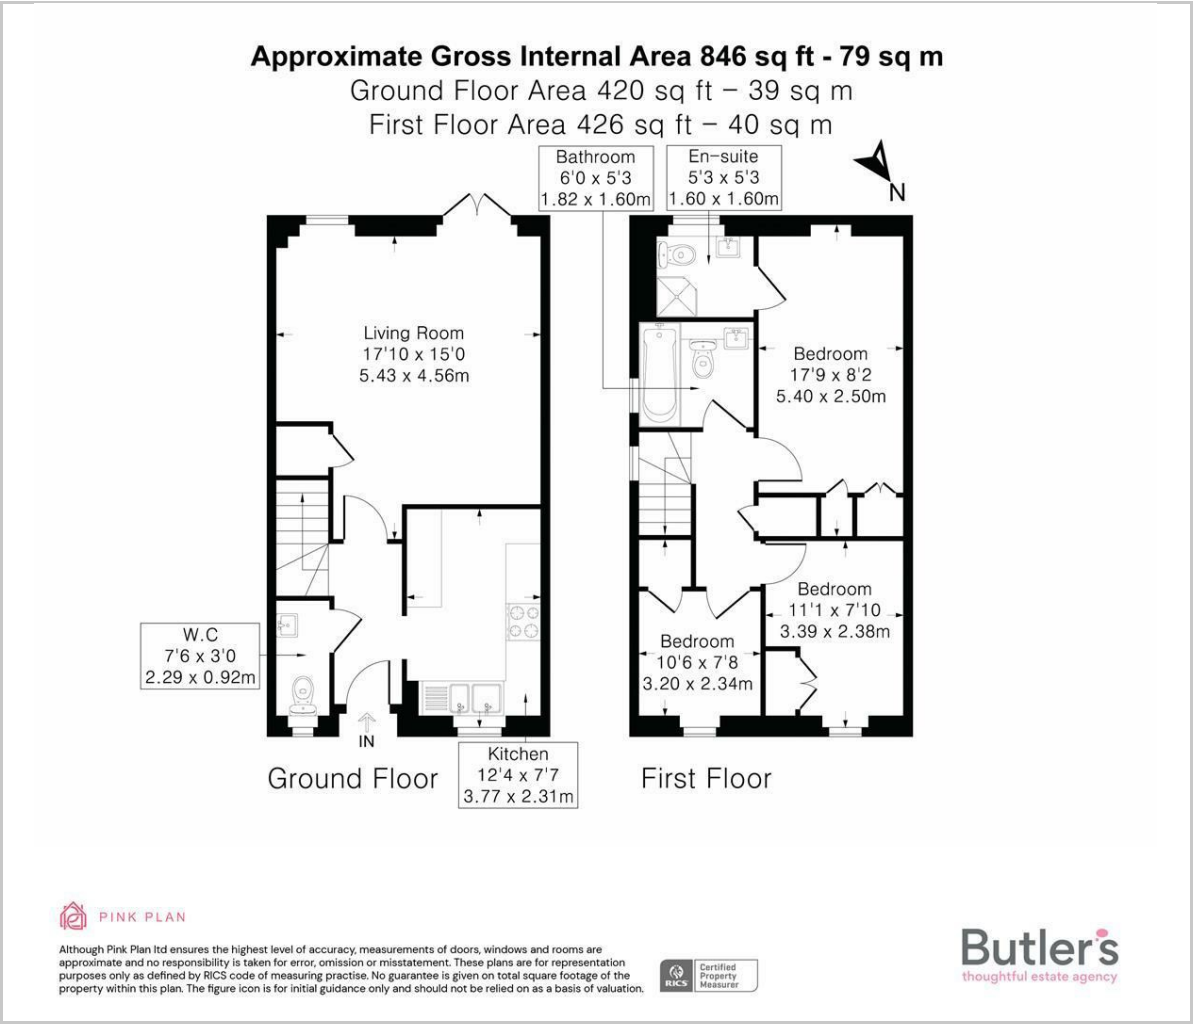 Approximate Gross Internal Area 846 sq ft - 79 sq m
Ground Floor Area 420 sq ft – 39 sq m
First Floor Area 426 sq ft – 40 sq m
Bathroom
6'0 x 5'3
1.82 x 1.60m
En-suite
5'3 x 5'3
1.60 x 1.60m
N
Living Room
17'10 x 15'0
5.43 x 4.56m
Bedroom
17'9 x 8'2
5.40 x 2.50m
W.C
7'6 x 3'0
2.29 x 0.92m
Bedroom
10'6 x 7'8
3.20 x 2.34m
Bedroom
11'1 x 7'10
3.39 x 2.38m
IN
Kitchen
12'4 x 7'7
3.77 x 2.31m
Ground Floor
First Floor
PINK PLAN
Although Pink Plan ltd ensures the highest level of accuracy, measurements of doors, windows and rooms are
approximate and no responsibility is taken for error, omission or misstatement. These plans are for representation
purposes only as defined by RICS code of measuring practise. No guarantee is given on total square footage of the
property within this plan. The figure icon is for initial guidance only and should not be relied on as a basis of valuation.
RICS
Certified
Property
Measurer
Butler's
thoughtful estate agency